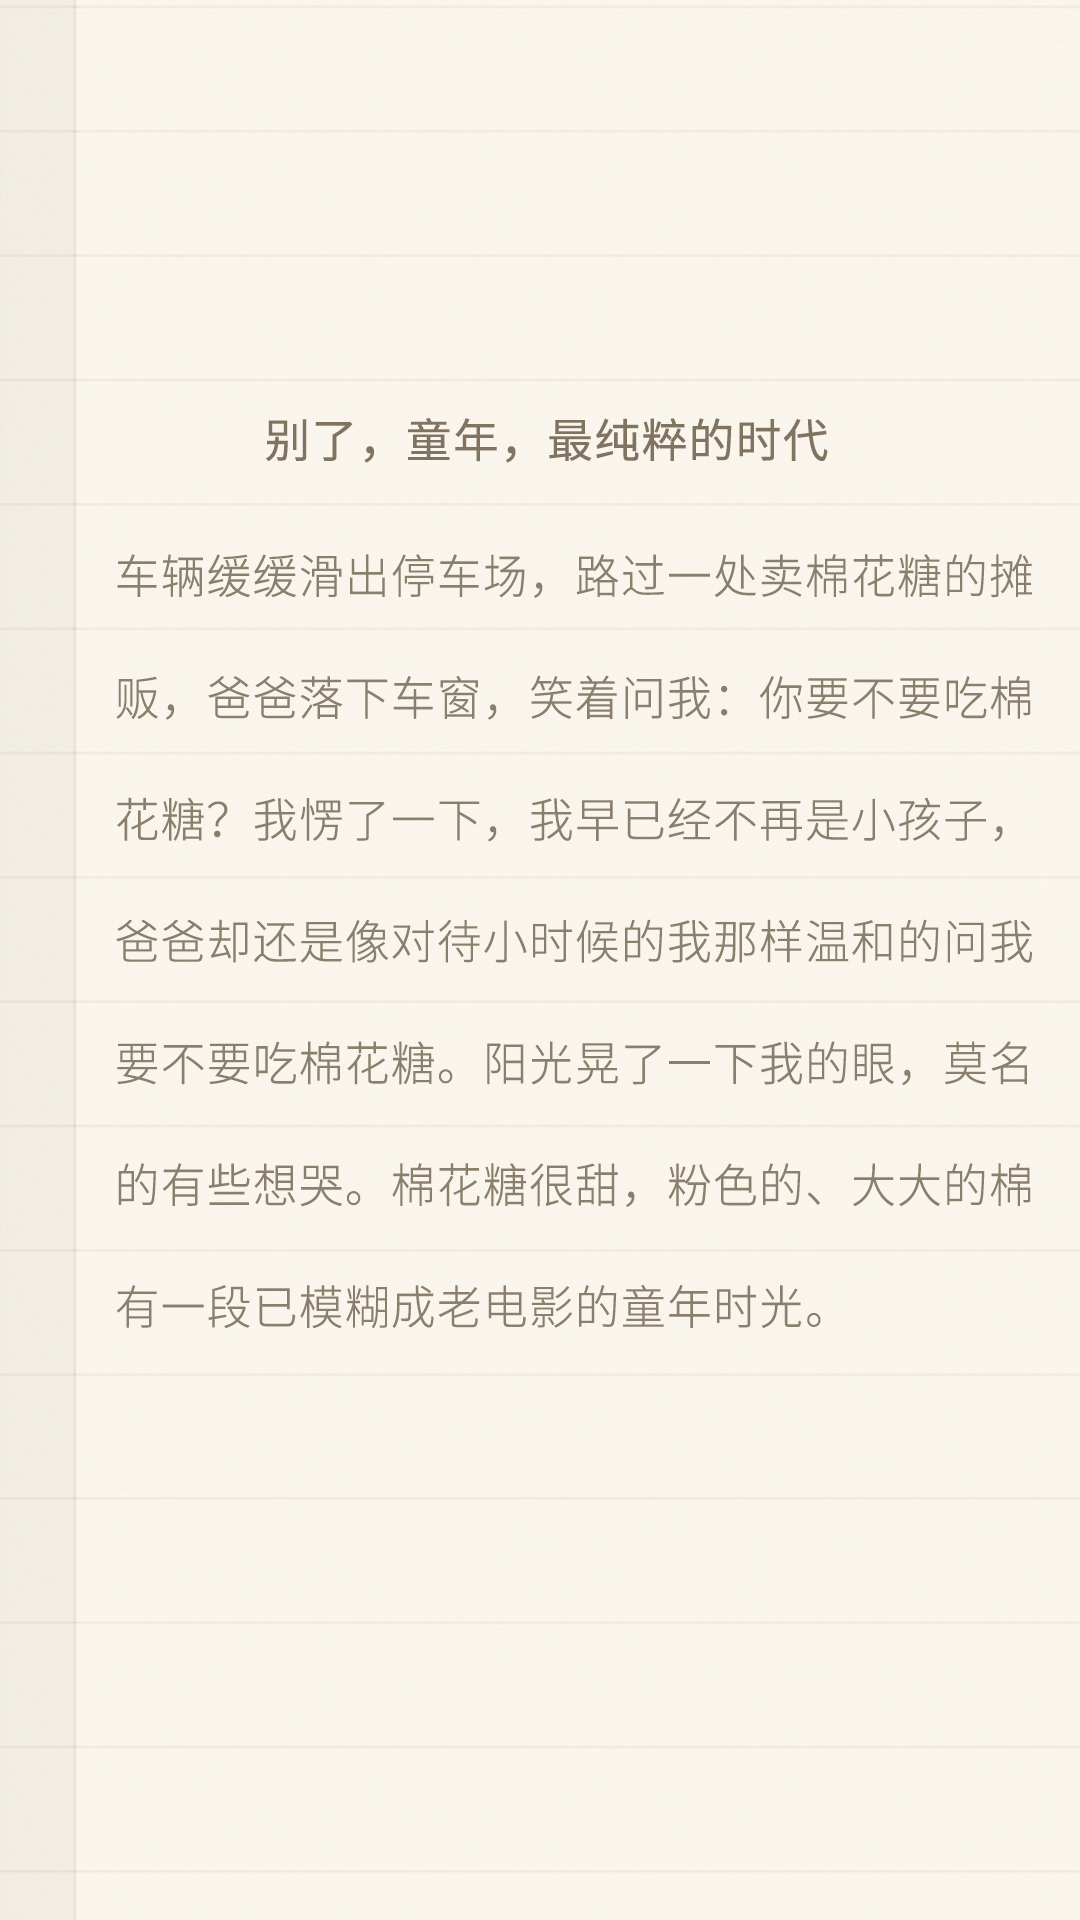 别了，童年，最纯粹的时代
车辆缓缓滑出停车场，路过一处卖棉花糖的摊
贩，爸爸落下车窗，笑着问我：你要不要吃棉
花糖？我愣了一下，我早已经不再是小孩子，
爸爸却还是像对待小时候的我那样温和的问我
要不要吃棉花糖。阳光晃了一下我的眼，莫名
的有些想哭。棉花糖很甜，粉色的、大大的棉
有一段已模糊成老电影的童年时光。